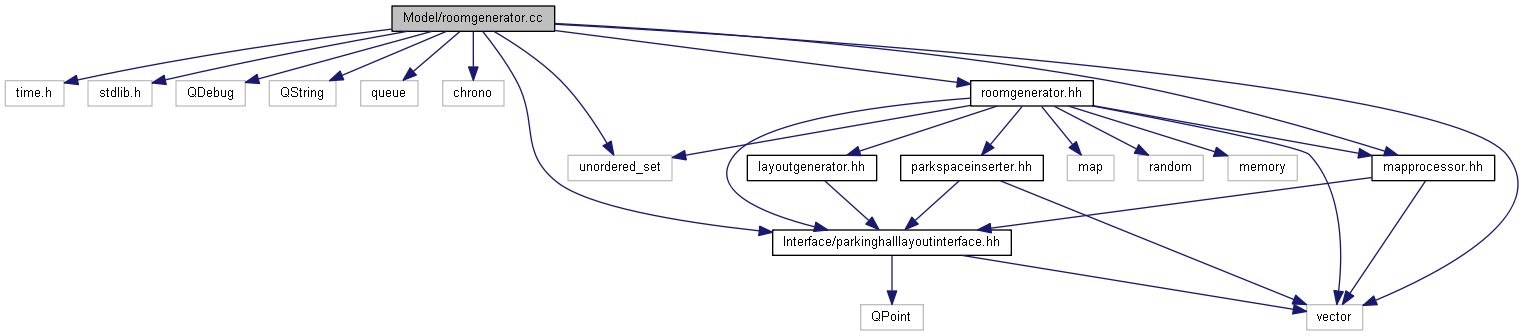 Model/roomgenerator.cc
time.h
stdlib.h
QDebug
QString
queue
chrono
roomgenerator.hh
unordered_set
layoutgenerator.hh
parkspaceinserter.hh
map
random
memory
mapprocessor.hh
Interface/parkinghalllayoutinterface.hh
QPoint
vector